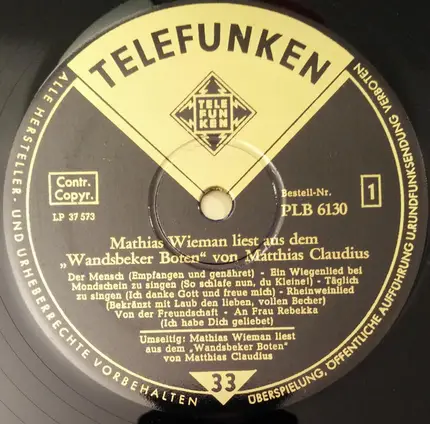 TELEFUNKEN
TELE
FUN
KEN
ALLE HERSTELLER- UND URHEBERRECHTE VORBEHALTEN
ÜBERSPIELUNG, ÖFFENTLICHE AUFFÜHRUNG U. RUNDFUNKSENDUNG VERBOTEN
Contr.
Copyr.
LP 37 573
Bestell-Nr.
PLB 6130
1
Mathias Wieman liest aus dem
„Wandsbeker Boten“ von Matthias Claudius
Der Mensch (Empfangen und genähret) - Ein Wiegenlied bei
Mondschein zu singen (So schlafe nun, du Kleine!) - Täglich
zu singen (Ich danke Gott und freue mich) - Rheinweinlied
(Bekränzt mit Laub den lieben, vollen Becher)
Von der Freundschaft - An Frau Rebekka
(Ich habe Dich geliebet)
Umseitig: Mathias Wieman liest
aus dem „Wandsbeker Boten“
von Matthias Claudius
33